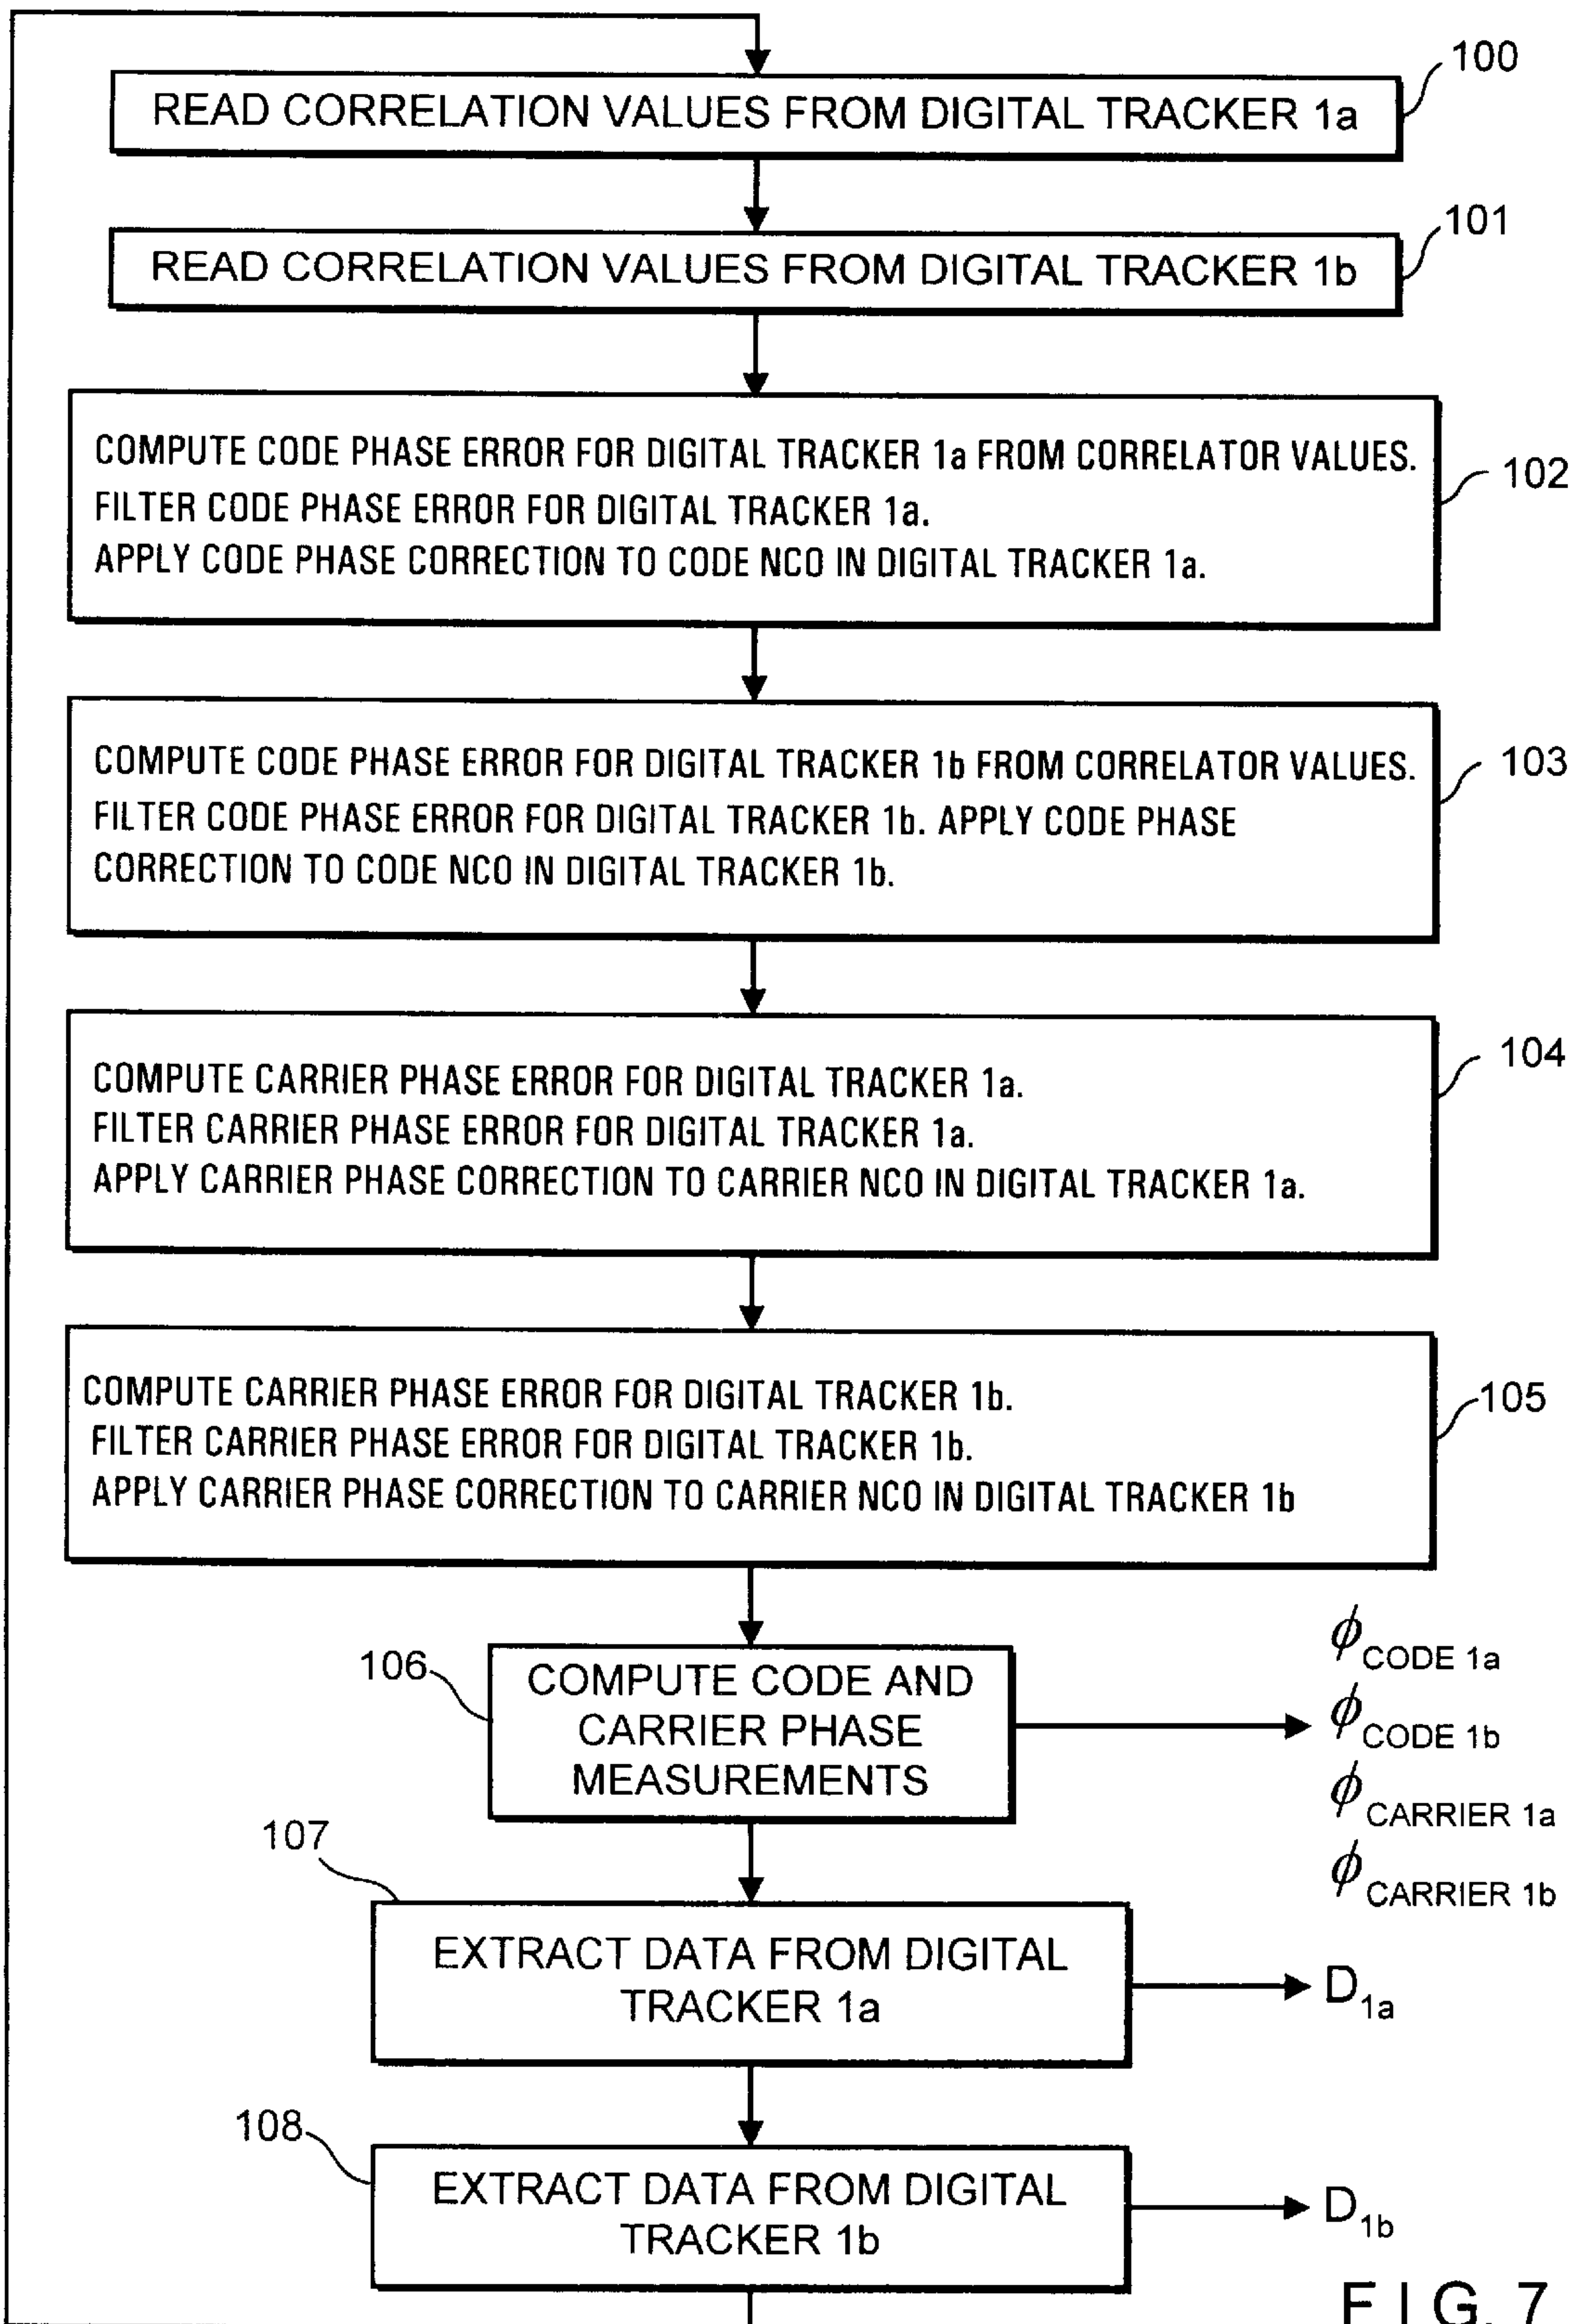 100
READ CORRELATION VALUES FROM DIGITAL TRACKER 1a
101
READ CORRELATION VALUES FROM DIGITAL TRACKER 1b
COMPUTE CODE PHASE ERROR FOR DIGITAL TRACKER 1a FROM CORRELATOR VALUES.
FILTER CODE PHASE ERROR FOR DIGITAL TRACKER 1a.
APPLY CODE PHASE CORRECTION TO CODE NCO IN DIGITAL TRACKER 1a.
102
COMPUTE CODE PHASE ERROR FOR DIGITAL TRACKER 1b FROM CORRELATOR VALUES.
FILTER CODE PHASE ERROR FOR DIGITAL TRACKER 1b. APPLY CODE PHASE
CORRECTION TO CODE NCO IN DIGITAL TRACKER 1b.
103
COMPUTE CARRIER PHASE ERROR FOR DIGITAL TRACKER 1a.
FILTER CARRIER PHASE ERROR FOR DIGITAL TRACKER 1a.
APPLY CARRIER PHASE CORRECTION TO CARRIER NCO IN DIGITAL TRACKER 1a.
104
COMPUTE CARRIER PHASE ERROR FOR DIGITAL TRACKER 1b.
FILTER CARRIER PHASE ERROR FOR DIGITAL TRACKER 1b.
APPLY CARRIER PHASE CORRECTION TO CARRIER NCO IN DIGITAL TRACKER 1b
105
106
COMPUTE CODE AND
CARRIER PHASE
MEASUREMENTS
ϕ CODE 1a
ϕ CODE 1b
ϕ CARRIER 1a
ϕ CARRIER 1b
107
EXTRACT DATA FROM DIGITAL
TRACKER 1a
D1a
108
EXTRACT DATA FROM DIGITAL
TRACKER 1b
D1b
FIG. 7